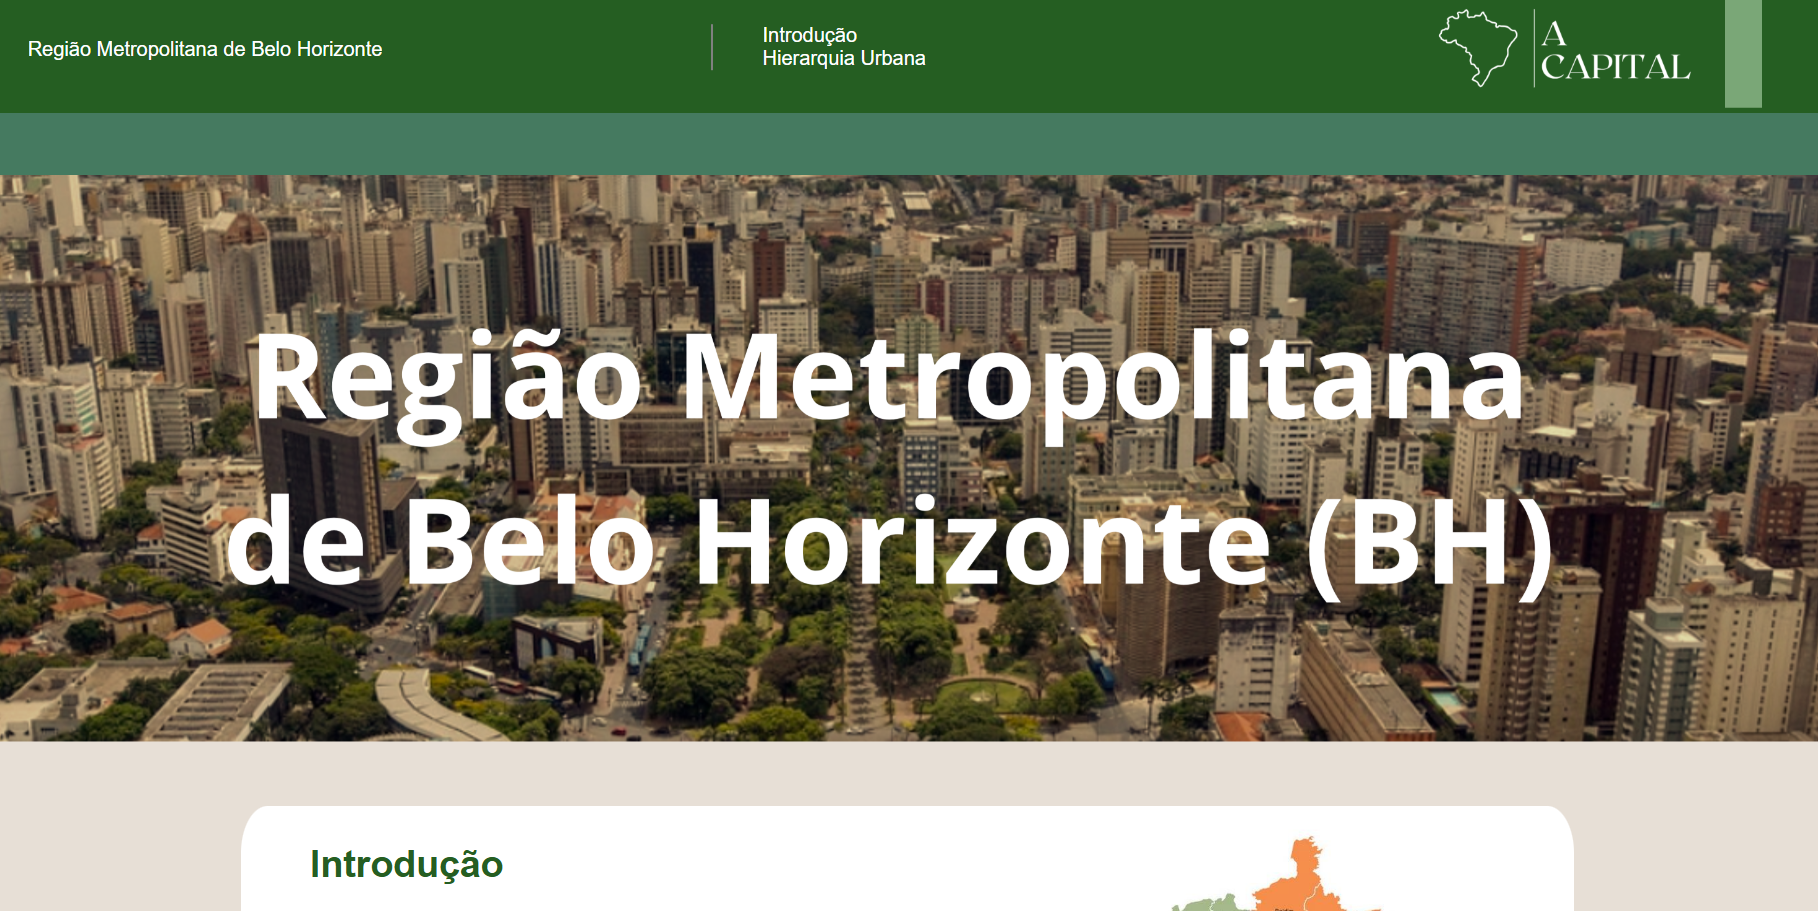 Região Metropolitana de Belo Horizonte
Introdução
Hierarquia Urbana
A
CAPITAL
Região Metropolitana
de Belo Horizonte (BH)
Introdução